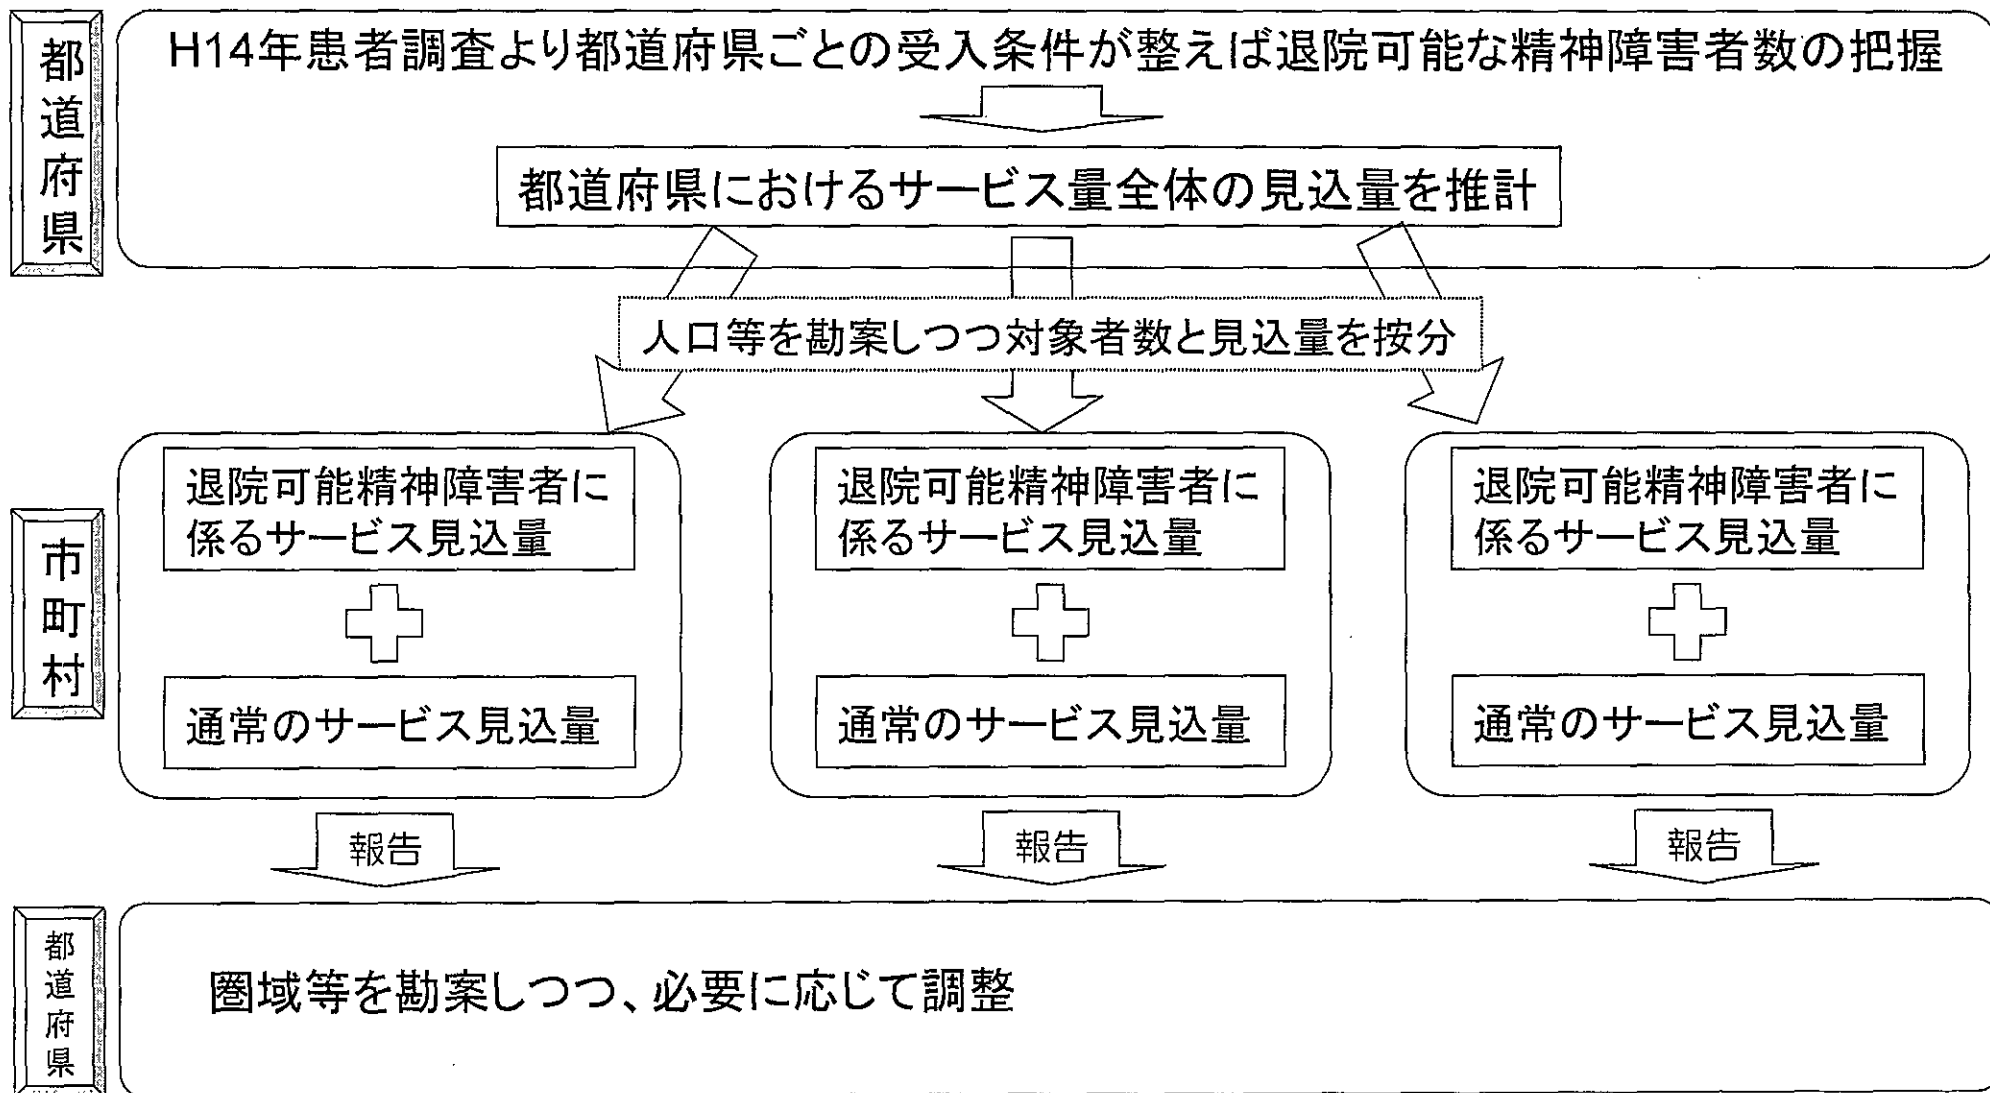 都道府県
H14年患者調査より都道府県ごとの受入条件が整えば退院可能な精神障害者数の把握
都道府県におけるサービス量全体の見込量を推計
人口等を勘案しつつ対象者数と見込量を按分
市町村
退院可能精神障害者に
係るサービス見込量
通常のサービス見込量
退院可能精神障害者に
係るサービス見込量
通常のサービス見込量
退院可能精神障害者に
係るサービス見込量
通常のサービス見込量
報告
報告
報告
都道府県
圏域等を勘案しつつ、必要に応じて調整